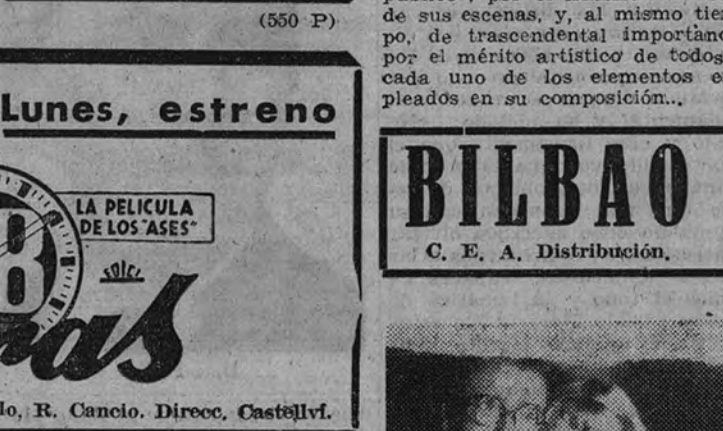 (550 P)
Lunes, estreno
LA PELICULA
DE LOS "ASES"
EDICI
R. Cancio. Direcc. Castellví.
de sus escenas, y, al mismo tiem
po, de trascendental importanc
por el mérito artístico de todos
cada uno de los elementos e
pleados en su composición...
BILBAO
C. E. A. Distribución.